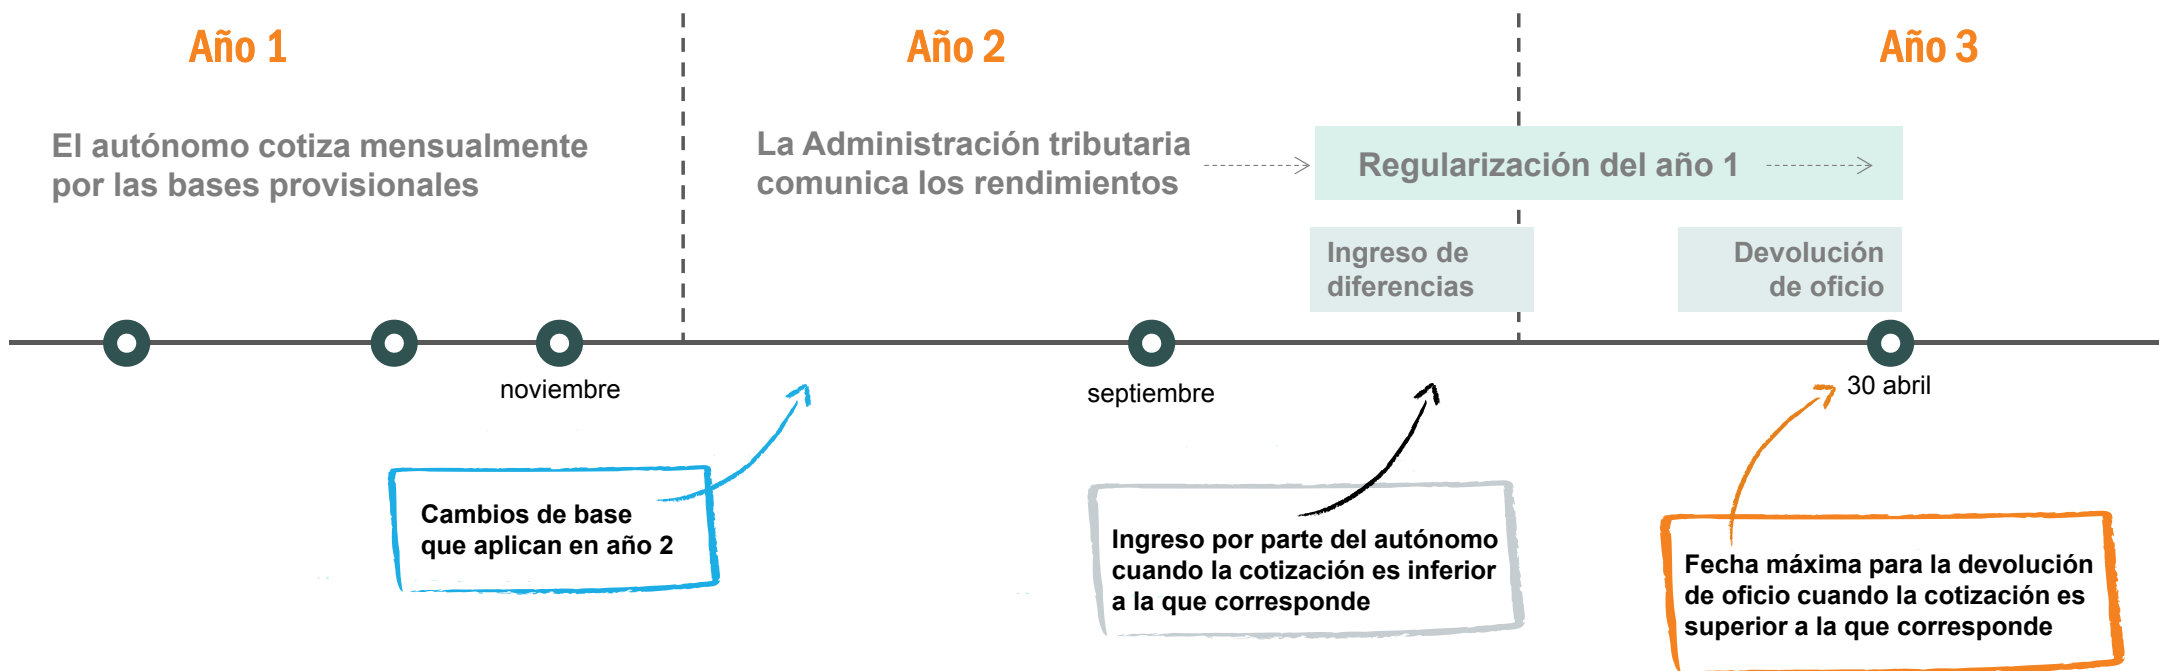 Año 1
Año 2
Año 3
El autónomo cotiza mensualmente
por las bases provisionales
La Administración tributaria
comunica los rendimientos
Regularización del año 1
Ingreso de
diferencias
Devolución
de oficio
noviembre
septiembre
30 abril
Cambios de base
que aplican en año 2
Ingreso por parte del autónomo
cuando la cotización es inferior
a la que corresponde
Fecha máxima para la devolución
de oficio cuando la cotización es
superior a la que corresponde